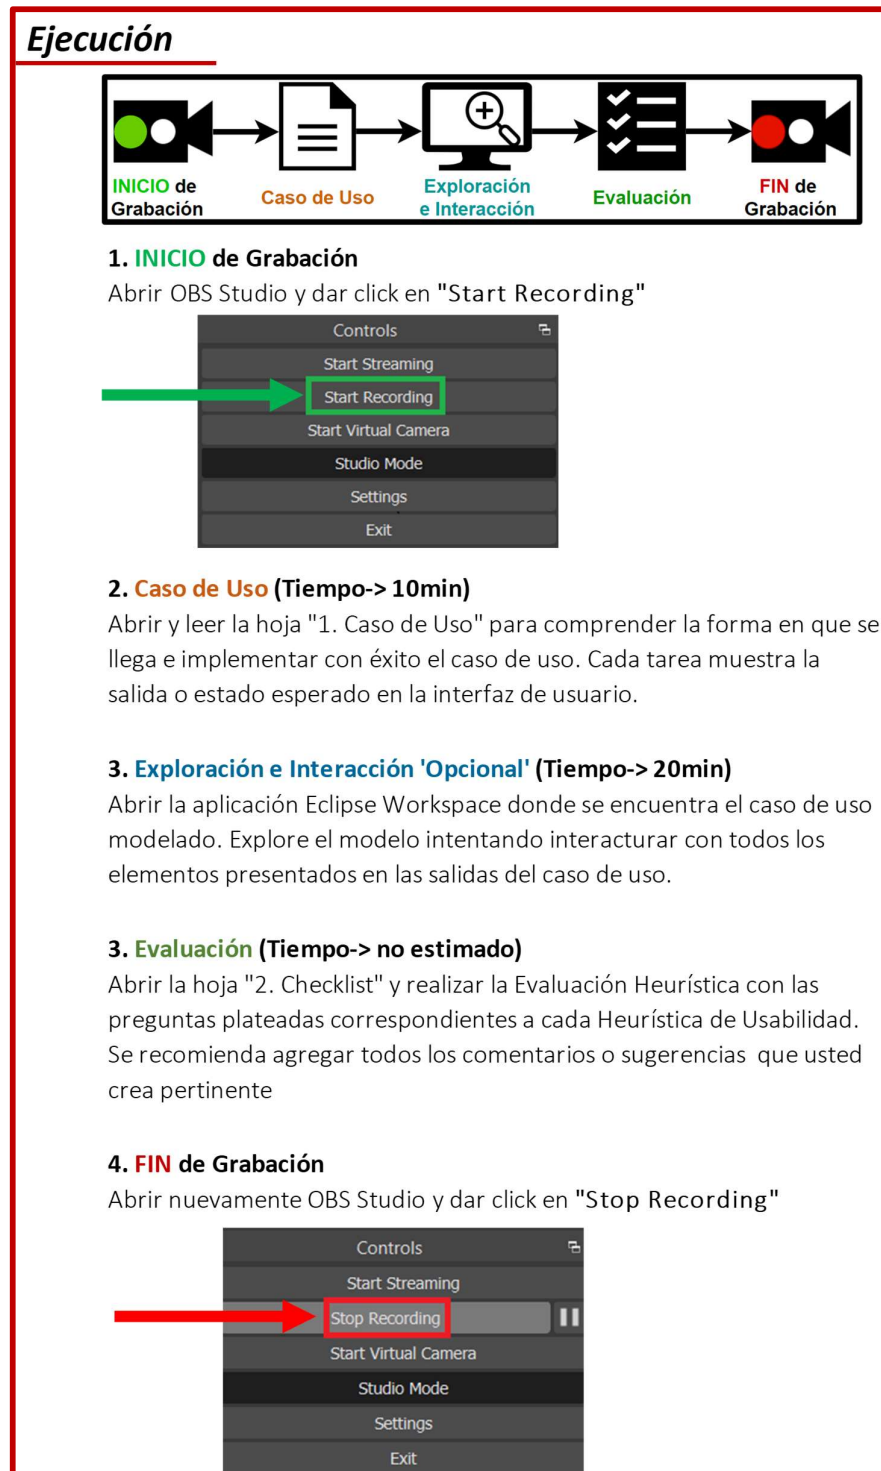 Ejecución
INICIO de
Grabación
Caso de Uso
Exploración
e Interacción
Evaluación
FIN de
Grabación
1. INICIO de Grabación
Abrir OBS Studio y dar click en "Start Recording"
Controls
Start Streaming
Start Recording
Start Virtual Camera
Studio Mode
Settings
Exit
2. Caso de Uso (Tiempo-> 10min)
Abrir y leer la hoja "1. Caso de Uso" para comprender la forma en que se
llega e implementar con éxito el caso de uso. Cada tarea muestra la
salida o estado esperado en la interfaz de usuario.
3. Exploración e Interacción 'Opcional' (Tiempo-> 20min)
Abrir la aplicación Eclipse Workspace donde se encuentra el caso de uso
modelado. Explore el modelo intentando interacturar con todos los
elementos presentados en las salidas del caso de uso.
3. Evaluación (Tiempo-> no estimado)
Abrir la hoja "2. Checklist" y realizar la Evaluación Heurística con las
preguntas plateadas correspondientes a cada Heurística de Usabilidad.
Se recomienda agregar todos los comentarios o sugerencias  que usted
crea pertinente
4. FIN de Grabación
Abrir nuevamente OBS Studio y dar click en "Stop Recording"
Controls
Start Streaming
Stop Recording
Start Virtual Camera
Studio Mode
Settings
Exit